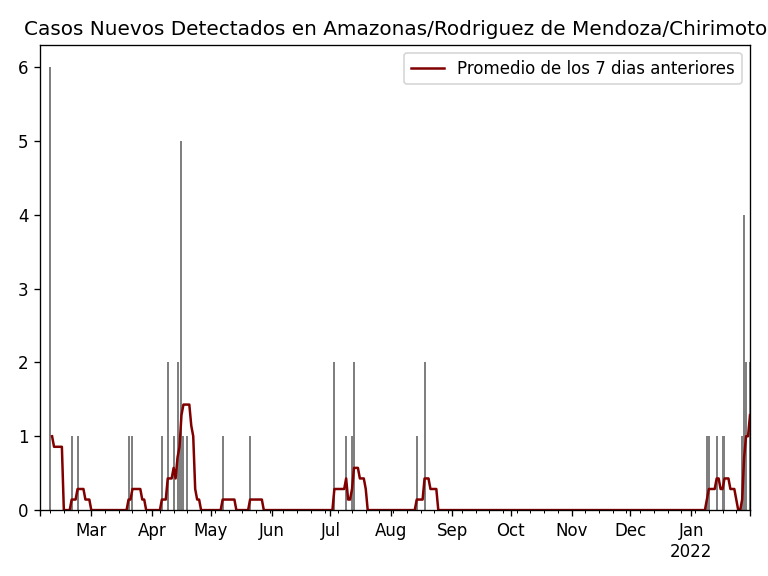 Casos Nuevos Detectados en Amazonas/Rodriguez de Mendoza/Chirimoto
Promedio de los 7 dias anteriores
6
5
4
3
2
1
0
Mar Apr May Jun Jul Aug Sep Oct Nov Dec Jan
2022